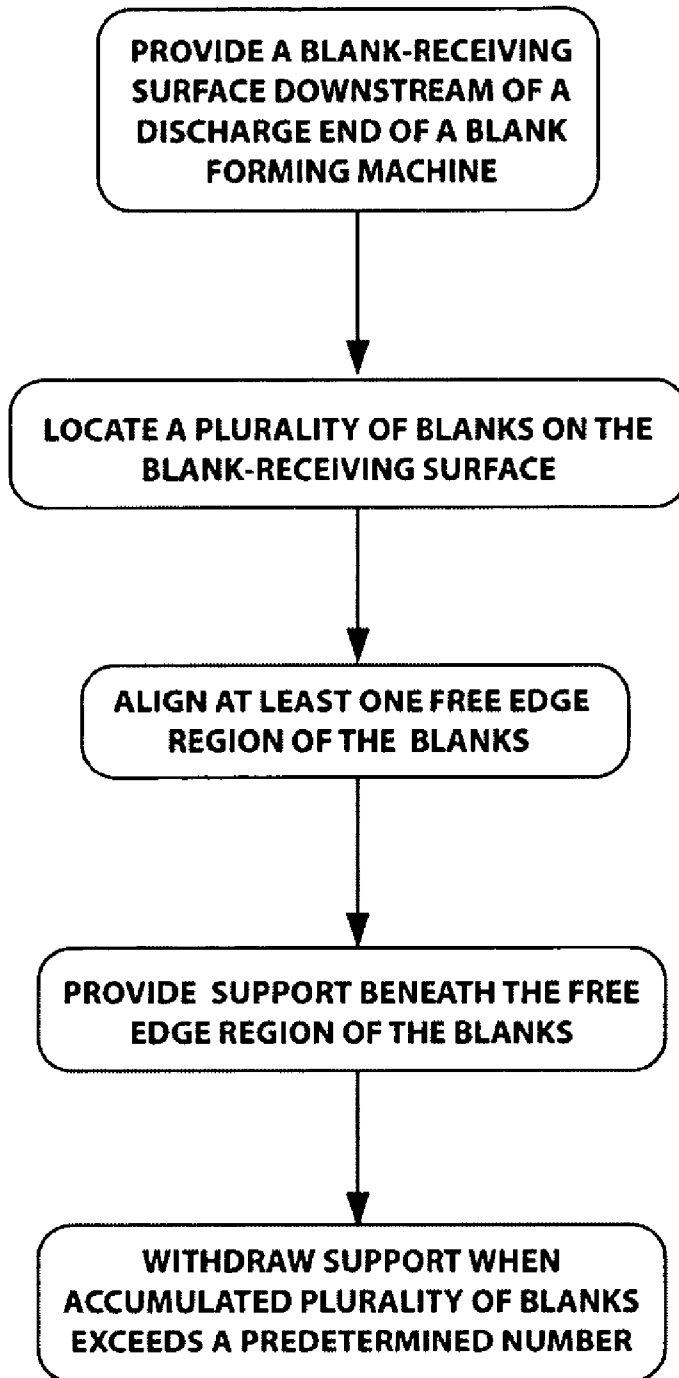 PROVIDE A BLANK-RECEIVING
SURFACE DOWNSTREAM OF A
DISCHARGE END OF A BLANK
FORMING MACHINE
LOCATE A PLURALITY OF BLANKS ON THE
BLANK-RECEIVING SURFACE
ALIGN AT LEAST ONE FREE EDGE
REGION OF THE BLANKS
PROVIDE SUPPORT BENEATH THE FREE
EDGE REGION OF THE BLANKS
WITHDRAW SUPPORT WHEN
ACCUMULATED PLURALITY OF BLANKS
EXCEEDS A PREDETERMINED NUMBER